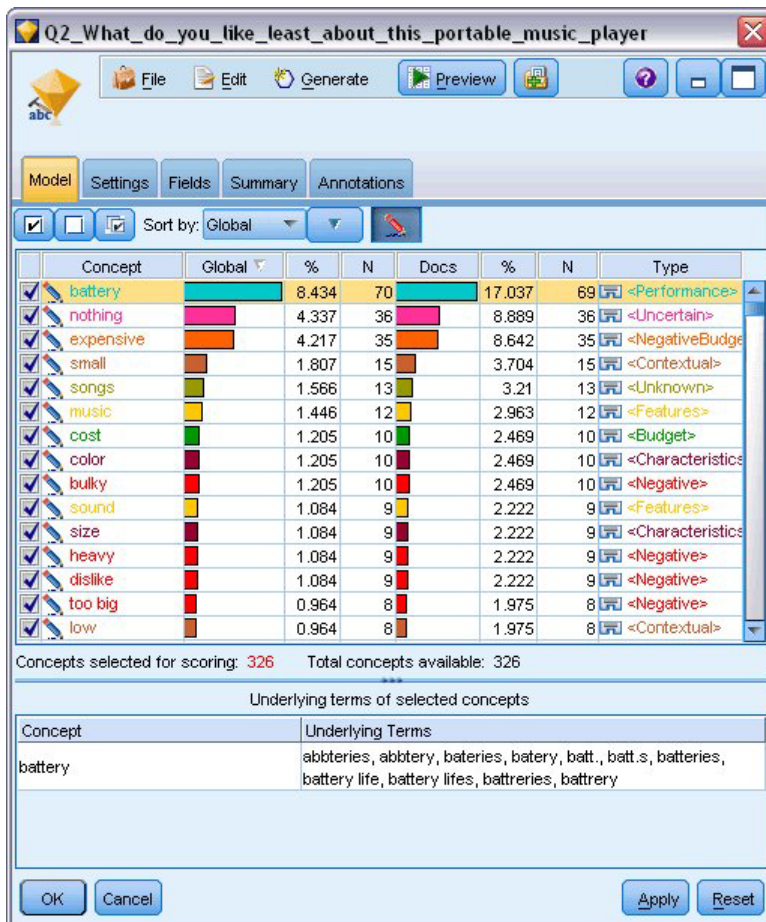 Q2_What_do_you_like_least_about_this_portable_music_player
abc File Edit Generate Preview
Model Settings Fields Summary Annotations
Sort by: Global
Concept Global % N Docs % N Type
battery 8.434 70 17.037 69 <Performance>
nothing 4.337 36 8.889 36 <Uncertain>
expensive 4.217 35 8.642 35 <NegativeBudge
small 1.807 15 3.704 15 <Contextual>
songs 1.566 13 3.21 13 <Unknown>
music 1.446 12 2.963 12 <Features>
cost 1.205 10 2.469 10 <Budget>
color 1.205 10 2.469 10 <Characteristics
bulky 1.205 10 2.469 10 <Negative>
sound 1.084 9 2.222 9 <Features>
size 1.084 9 2.222 9 <Characteristics
heavy 1.084 9 2.222 9 <Negative>
dislike 1.084 9 2.222 9 <Negative>
too big 0.964 8 1.975 8 <Negative>
low 0.964 8 1.975 8 <Contextual>
Concepts selected for scoring: 326 Total concepts available: 326
Underlying terms of selected concepts
Concept Underlying Terms
battery abbteries, abbtery, bateries, batery, batt., batt.s, batteries,
battery life, battery lifes, battreries, battrery
OK Cancel Apply Reset